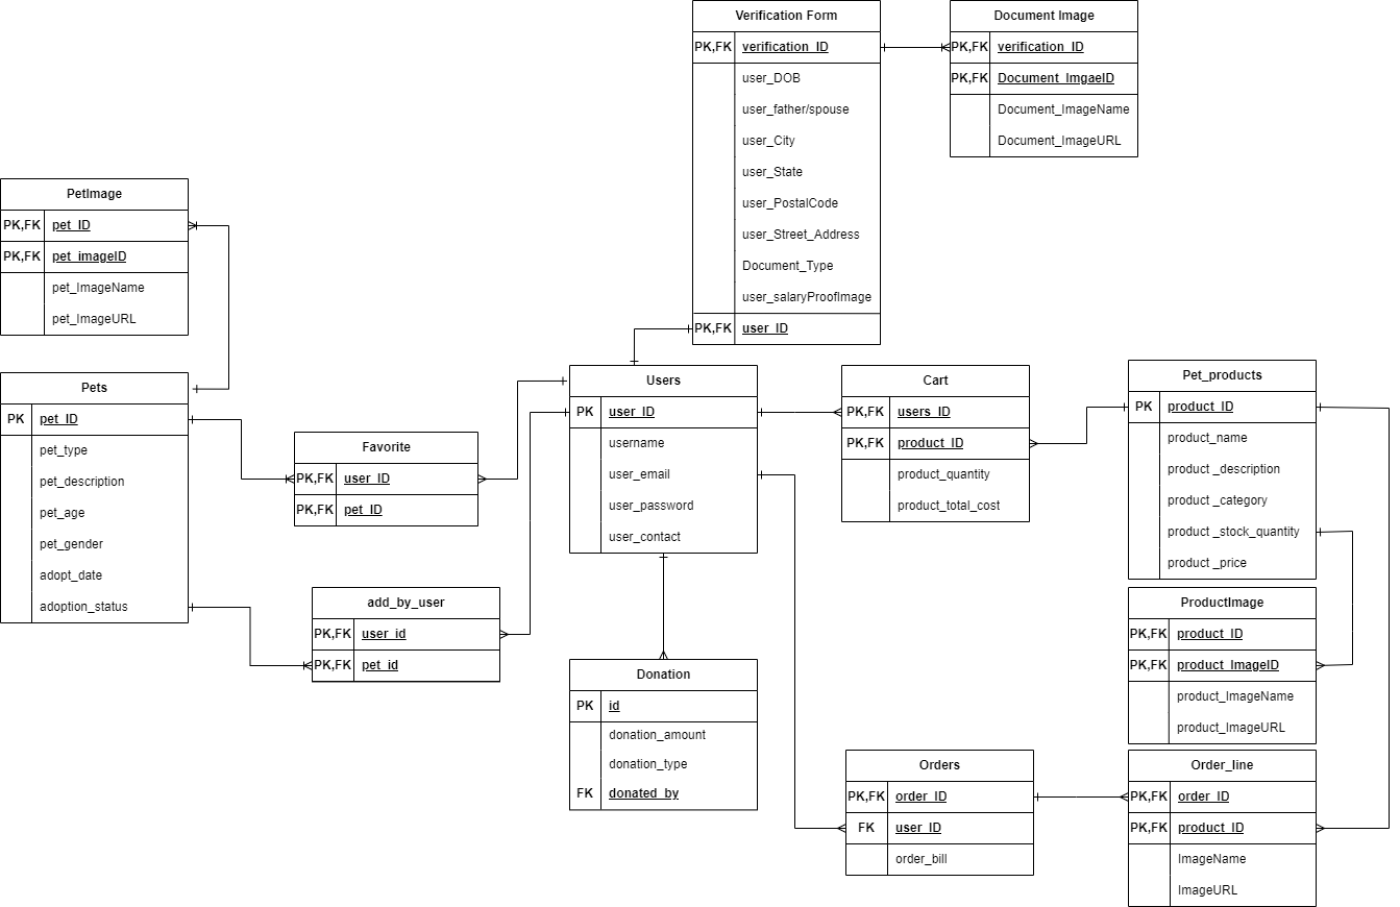 Verification Form
PK,FK verification_ID
user_DOB
user_father/spouse
user_City
user_State
user_PostalCode
user_Street_Address
Document_Type
user_salaryProofImage
PK,FK user_ID
Document Image
PK,FK verification_ID
PK,FK Document_ImgaeID
Document_ImageName
Document_ImageURL
PetImage
PK,FK pet_ID
PK,FK pet_imageID
pet_ImageName
pet_ImageURL
Pets
PK pet_ID
pet_type
pet_description
pet_age
pet_gender
adopt_date
adoption_status
Favorite
PK,FK user_ID
PK,FK pet_ID
add_by_user
PK,FK user_id
PK,FK pet_id
Users
PK user_ID
username
user_email
user_password
user_contact
Donation
PK id
donation_amount
donation_type
FK donated_by
Cart
PK,FK users_ID
PK,FK product_ID
product_quantity
product_total_cost
Pet_products
PK product_ID
product_name
product _description
product _category
product _stock_quantity
product _price
ProductImage
PK,FK product_ID
PK,FK product_ImageID
product_ImageName
product_ImageURL
Orders
PK,FK order_ID
FK user_ID
order_bill
Order_line
PK,FK order_ID
PK,FK product_ID
ImageName
ImageURL